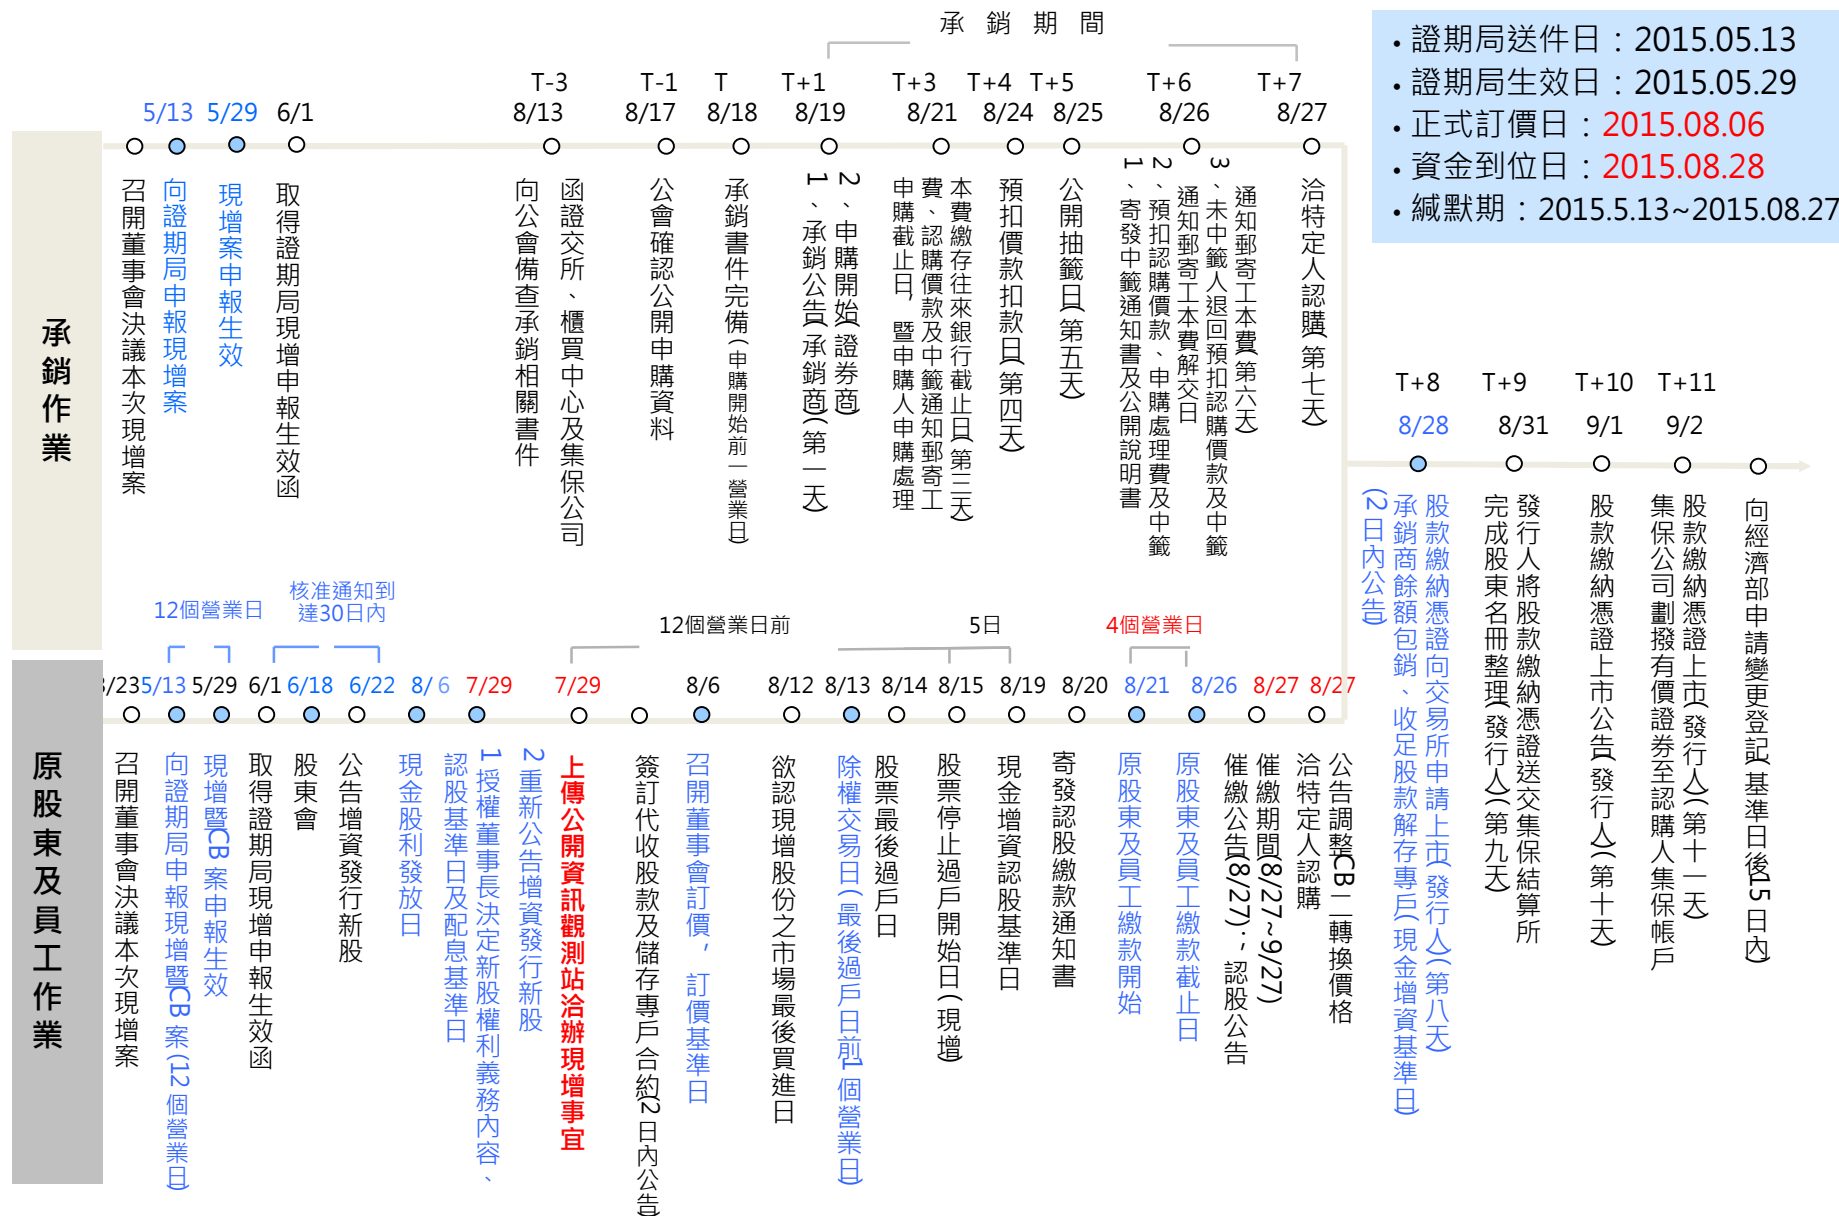 承銷期間
• 證期局送件日：2015.05.13
• 證期局生效日：2015.05.29
• 正式訂價日：2015.08.06
• 資金到位日：2015.08.28
• 緘默期：2015.5.13~2015.08.27
T-3 T-1 T T+1 T+3 T+4 T+5 T+6 T+7
5/13 5/29 6/1 8/13 8/17 8/18 8/19 8/21 8/24 8/25 8/26 8/27
承銷作業
召開董事會決議本次現增案
向證期局申報現增案
現增案申報生效
取得證期局現增申報生效函
函證交所、櫃買中心及集保公司
向公會備查承銷相關書件
公會確認公開申購資料
承銷書件完備(申購開始前一營業日)
1、承銷公告(承銷商)(第一天)
2、申購開始(證券商)
申購截止日，暨申購人申購處理
費、認購價款及中籤通知郵寄工
本費繳存往來銀行截止日(第三天)
預扣價款扣款日(第四天)
公開抽籤日(第五天)
1、寄發中籤通知書及公開說明書
2、預扣認購價款、申購處理費及中籤
通知郵寄工本費解交日
3、未中籤人退回預扣認購價款及中籤
通知郵寄工本費(第六天)
洽特定人認購(第七天)
T+8 T+9 T+10 T+11
8/28 8/31 9/1 9/2
股款繳納憑證向交易所申請上市(發行人)(第八天)
承銷商餘額包銷、收足股款解存專戶(現金增資基準日)
(2日內公告)
發行人將股款繳納憑證送交集保結算所
完成股東名冊整理(發行人)(第九天)
股款繳納憑證上市公告(發行人)(第十天)
股款繳納憑證上市(發行人)(第十一天)
集保公司劃撥有價證券至認購人集保帳戶
向經濟部申請變更登記(基準日後15日內)
12個營業日
核准通知到
達30日內
12個營業日前
5日
4個營業日
/23 5/13 5/29 6/1 6/18 6/22 8/6 7/29 7/29 8/6 8/12 8/13 8/14 8/15 8/19 8/20 8/21 8/26 8/27 8/27
原股東及員工作業
召開董事會決議本次現增案
向證期局申報現增暨CB案(12個營業日)
現增暨CB案申報生效
取得證期局現增申報生效函
股東會
公告增資發行新股
現金股利發放日
1授權董事長決定新股權利義務內容、
認股基準日及配息基準日
2重新公告增資發行新股
上傳公開資訊觀測站洽辦現增事宜
簽訂代收股款及儲存專戶合約(2日內公告)
召開董事會訂價，訂價基準日
欲認現增股份之市場最後買進日
除權交易日(最後過戶日前1個營業日)
股票最後過戶日
股票停止過戶開始日(現增)
現金增資認股基準日
寄發認股繳款通知書
原股東及員工繳款開始
原股東及員工繳款截止日
催繳公告(8/27)；認股公告
催繳期間(8/27~9/27)
洽特定人認購
公告調整CB二轉換價格